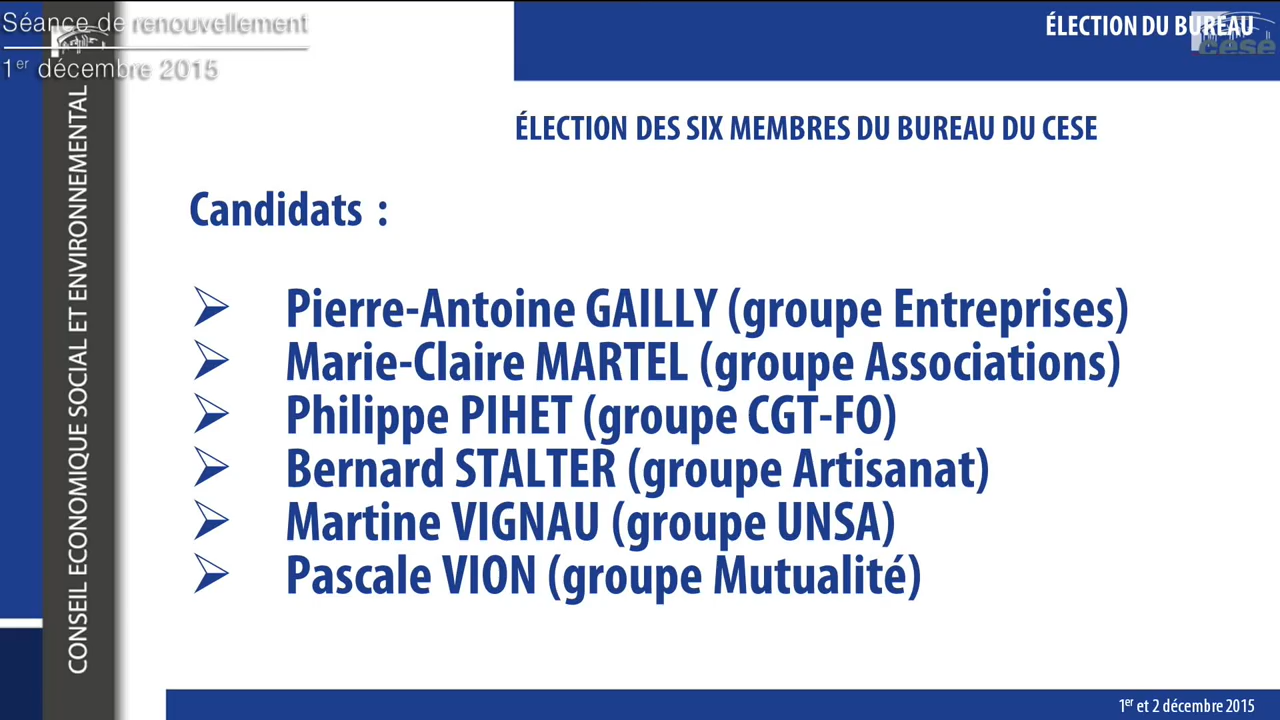 Séance de renouvellement
1er décembre 2015
ÉLECTION DU BUREAU
cese
CONSEIL ECONOMIQUE SOCIAL ET ENVIRONNEMENTAL
ÉLECTION DES SIX MEMBRES DU BUREAU DU CESE
Candidats :
Pierre-Antoine GAILLY (groupe Entreprises)
Marie-Claire MARTEL (groupe Associations)
Philippe PIHET (groupe CGT-FO)
Bernard STALTER (groupe Artisanat)
Martine VIGNAU (groupe UNSA)
Pascale VION (groupe Mutualité)
1er et 2 décembre 2015